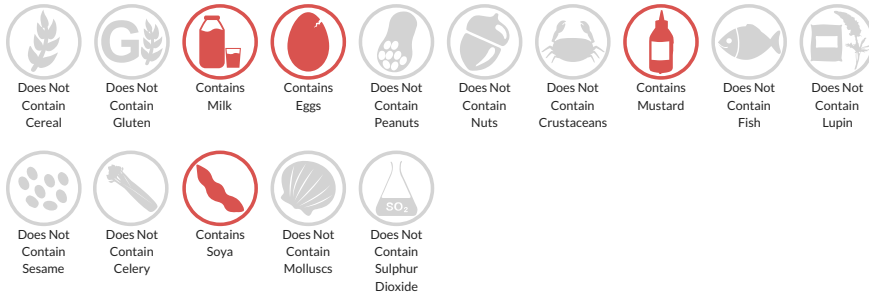 G
Does Not Contain Cereal
Does Not Contain Gluten
Contains Milk
Contains Eggs
Does Not Contain Peanuts
Does Not Contain Nuts
Does Not Contain Crustaceans
Contains Mustard
Does Not Contain Fish
Does Not Contain Lupin
SO₂
Does Not Contain Sesame
Does Not Contain Celery
Contains Soya
Does Not Contain Molluscs
Does Not Contain Sulphur Dioxide